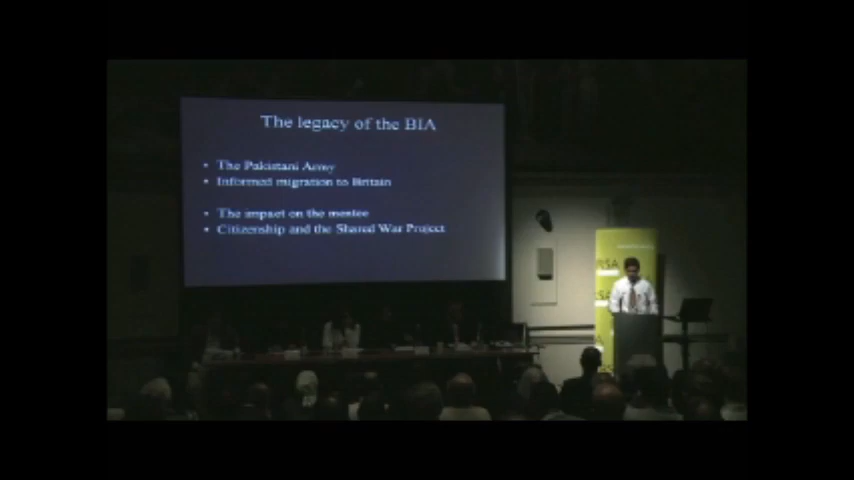 The legacy of the BIA
• The Pakistani Army
• Informed migration to Britain
• The impact on the mentee
• Citizenship and the Shared War Project
RSA